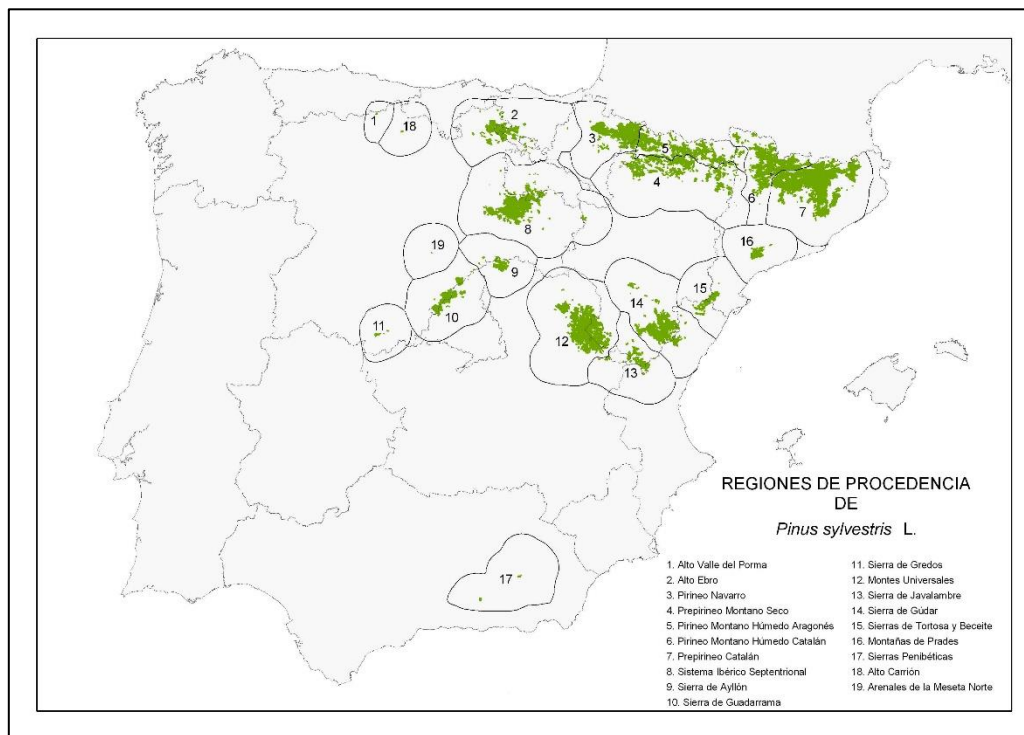 1
18
2
3
5
4
6
7
8
16
19
9
15
14
10
11
12
13
17
REGIONES DE PROCEDENCIA
DE
Pinus sylvestris L.
1. Alto Valle del Porma
2. Alto Ebro
3. Pirineo Navarro
4. Prepirineo Montano Seco
5. Pirineo Montano Húmedo Aragonés
6. Pirineo Montano Húmedo Catalán
7. Prepirineo Catalán
8. Sistema Ibérico Septentrional
9. Sierra de Ayllón
10. Sierra de Guadarrama
11. Sierra de Gredos
12. Montes Universales
13. Sierra de Javalambre
14. Sierra de Gúdar
15. Sierras de Tortosa y Beceite
16. Montañas de Prades
17. Sierras Penibéticas
18. Alto Carrión
19. Arenales de la Meseta Norte